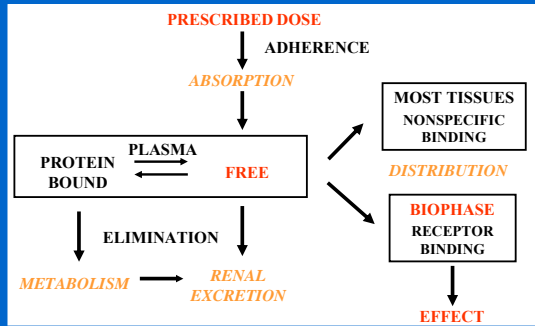 PRESCRIBED DOSE
ADHERENCE
ABSORPTION
MOST TISSUES
NONSPECIFIC
BINDING
PLASMA
PROTEIN
BOUND
FREE
DISTRIBUTION
BIOPHASE
RECEPTOR
BINDING
ELIMINATION
METABOLISM
RENAL
EXCRETION
EFFECT